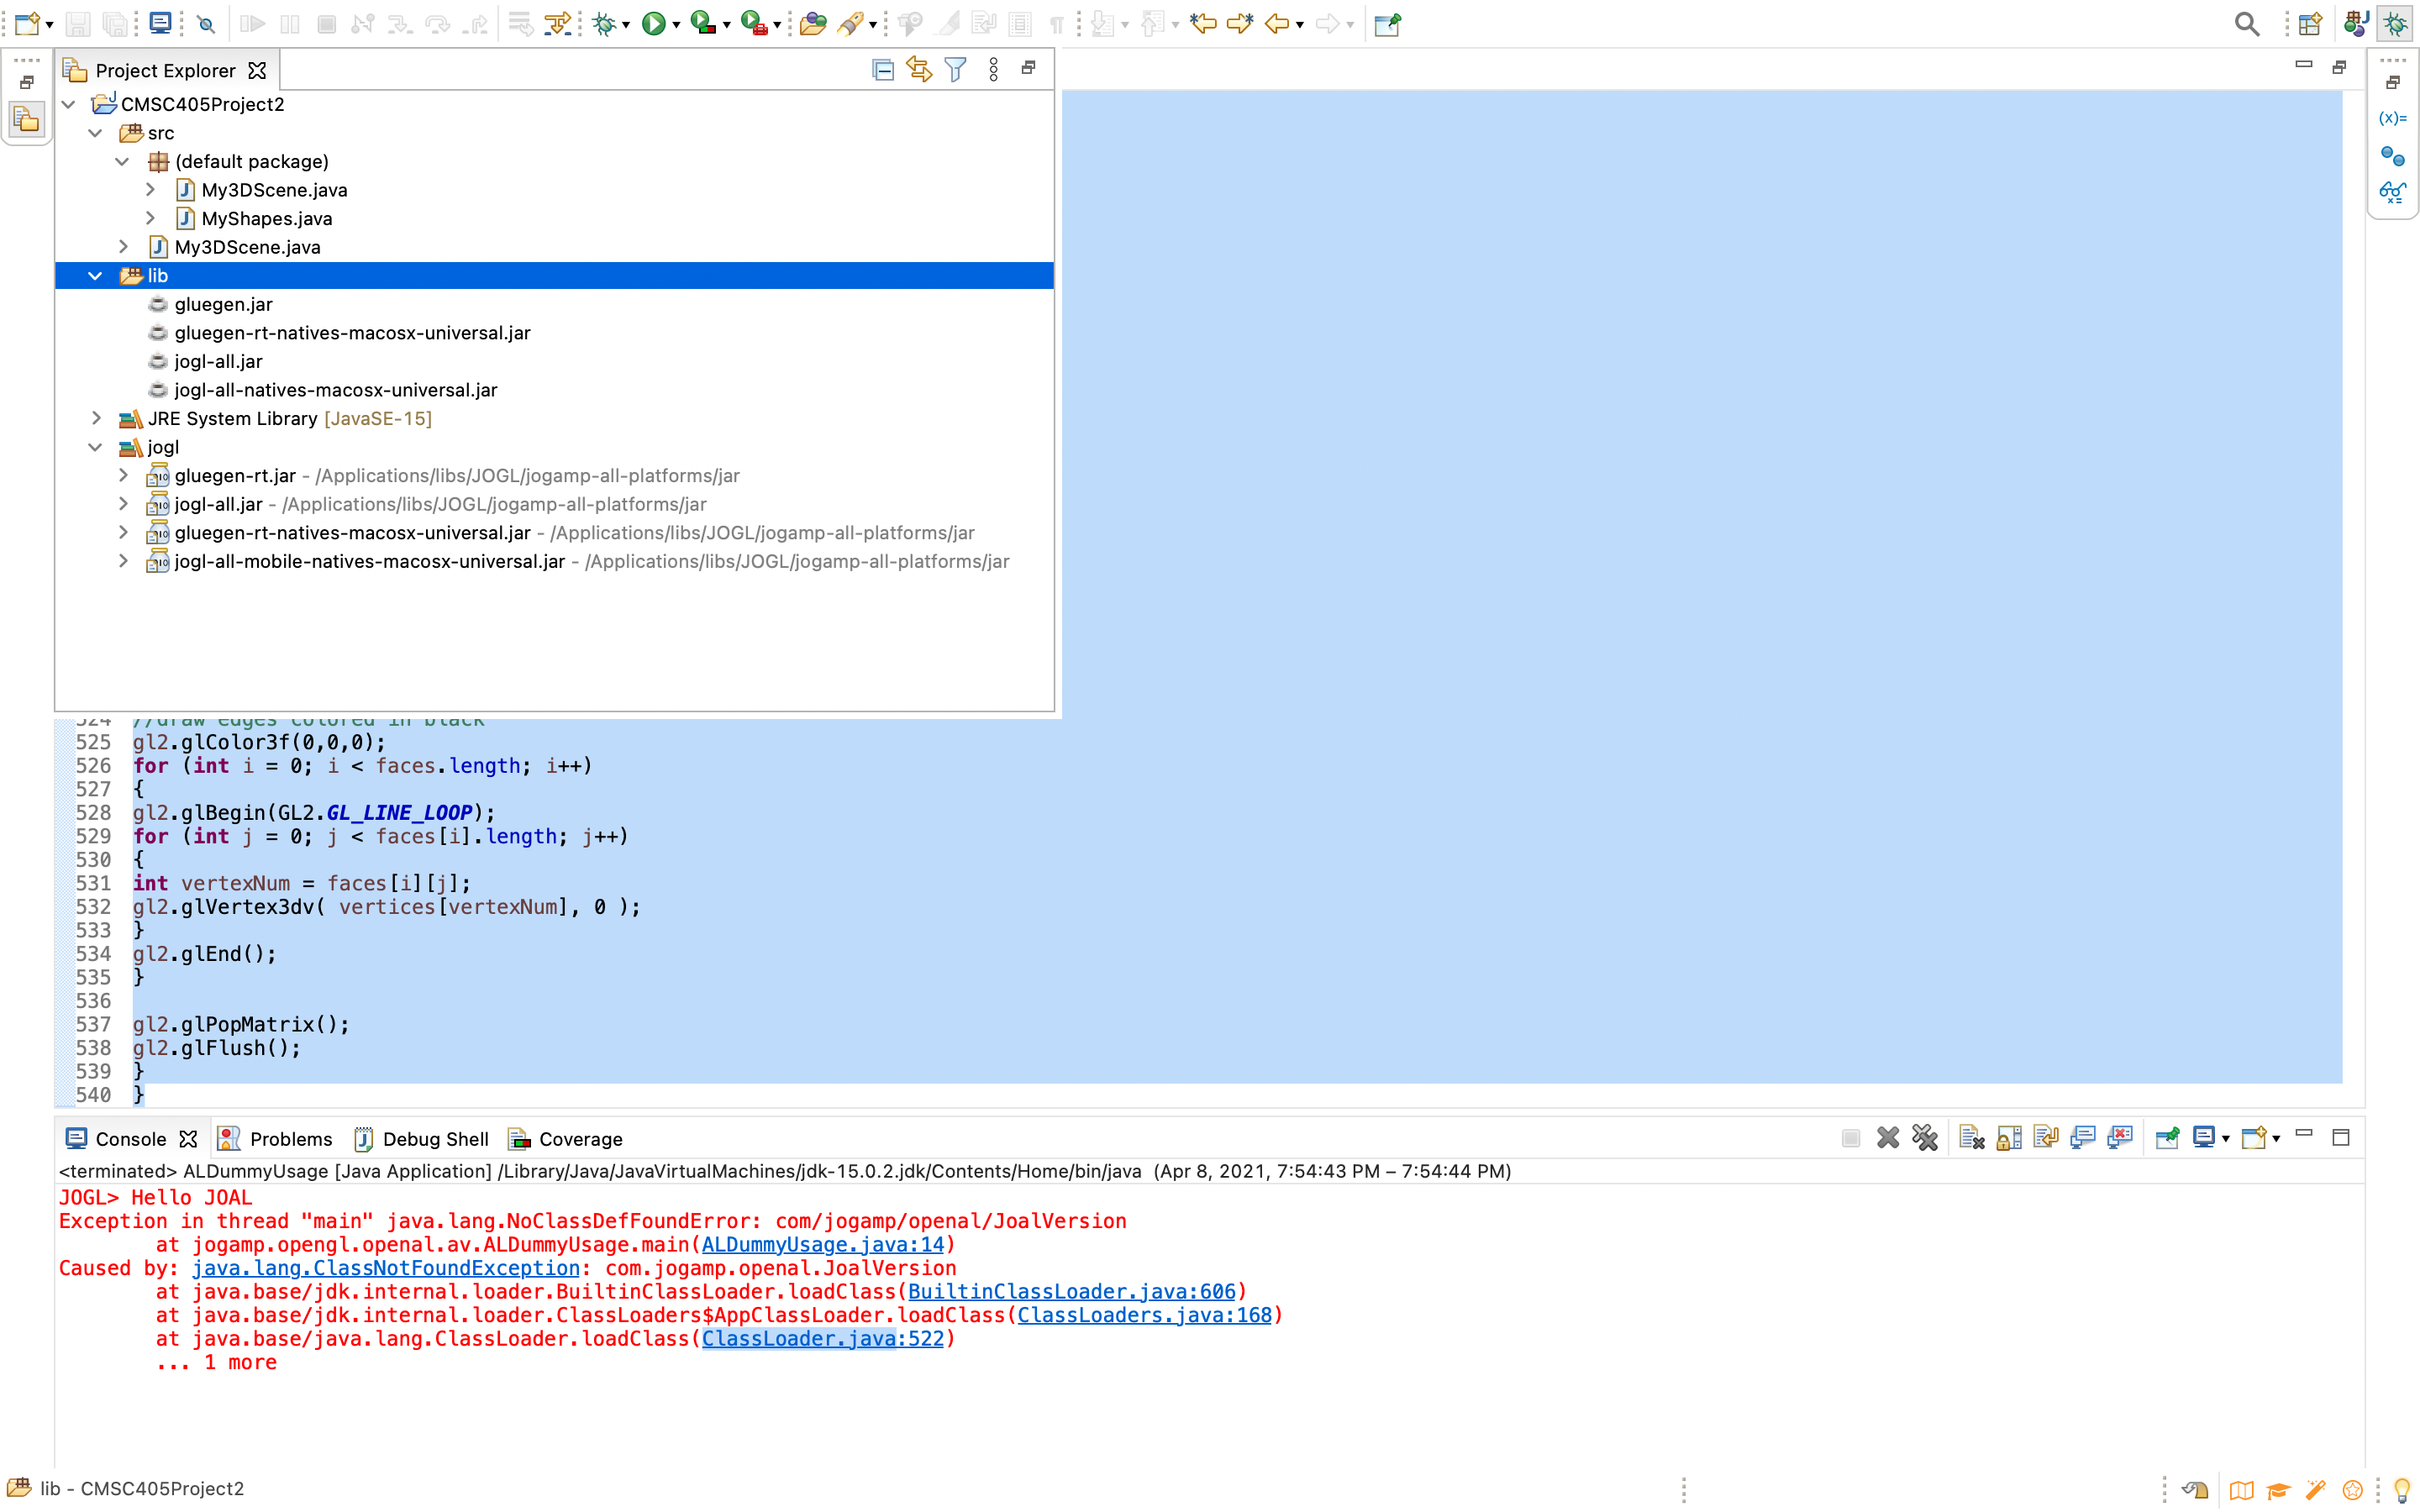 Project Explorer
CMSC405Project2
src
(default package)
My3DScene.java
MyShapes.java
My3DScene.java
lib
gluegen.jar
gluegen-rt-natives-macosx-universal.jar
jogl-all.jar
jogl-all-natives-macosx-universal.jar
JRE System Library [JavaSE-15]
jogl
gluegen-rt.jar - /Applications/libs/JOGL/jogamp-all-platforms/jar
jogl-all.jar - /Applications/libs/JOGL/jogamp-all-platforms/jar
gluegen-rt-natives-macosx-universal.jar - /Applications/libs/JOGL/jogamp-all-platforms/jar
jogl-all-mobile-natives-macosx-universal.jar - /Applications/libs/JOGL/jogamp-all-platforms/jar
(x)=
524 //draw edges colored in black
525 gl2.glColor3f(0,0,0);
526 for (int i = 0; i < faces.length; i++)
527 {
528 gl2.glBegin(GL2.GL_LINE_LOOP);
529 for (int j = 0; j < faces[i].length; j++)
530 {
531 int vertexNum = faces[i][j];
532 gl2.glVertex3dv( vertices[vertexNum], 0 );
533 }
534 gl2.glEnd();
535 }
536
537 gl2.glPopMatrix();
538 gl2.glFlush();
539 }
540 }
Console Problems Debug Shell Coverage
<terminated> ALDummyUsage [Java Application] /Library/Java/JavaVirtualMachines/jdk-15.0.2.jdk/Contents/Home/bin/java (Apr 8, 2021, 7:54:43 PM – 7:54:44 PM)
JOGL> Hello JOAL
Exception in thread "main" java.lang.NoClassDefFoundError: com/jogamp/openal/JoalVersion
at jogamp.opengl.openal.av.ALDummyUsage.main(ALDummyUsage.java:14)
Caused by: java.lang.ClassNotFoundException: com.jogamp.openal.JoalVersion
at java.base/jdk.internal.loader.BuiltinClassLoader.loadClass(BuiltinClassLoader.java:606)
at java.base/jdk.internal.loader.ClassLoaders$AppClassLoader.loadClass(ClassLoaders.java:168)
at java.base/java.lang.ClassLoader.loadClass(ClassLoader.java:522)
... 1 more
lib - CMSC405Project2